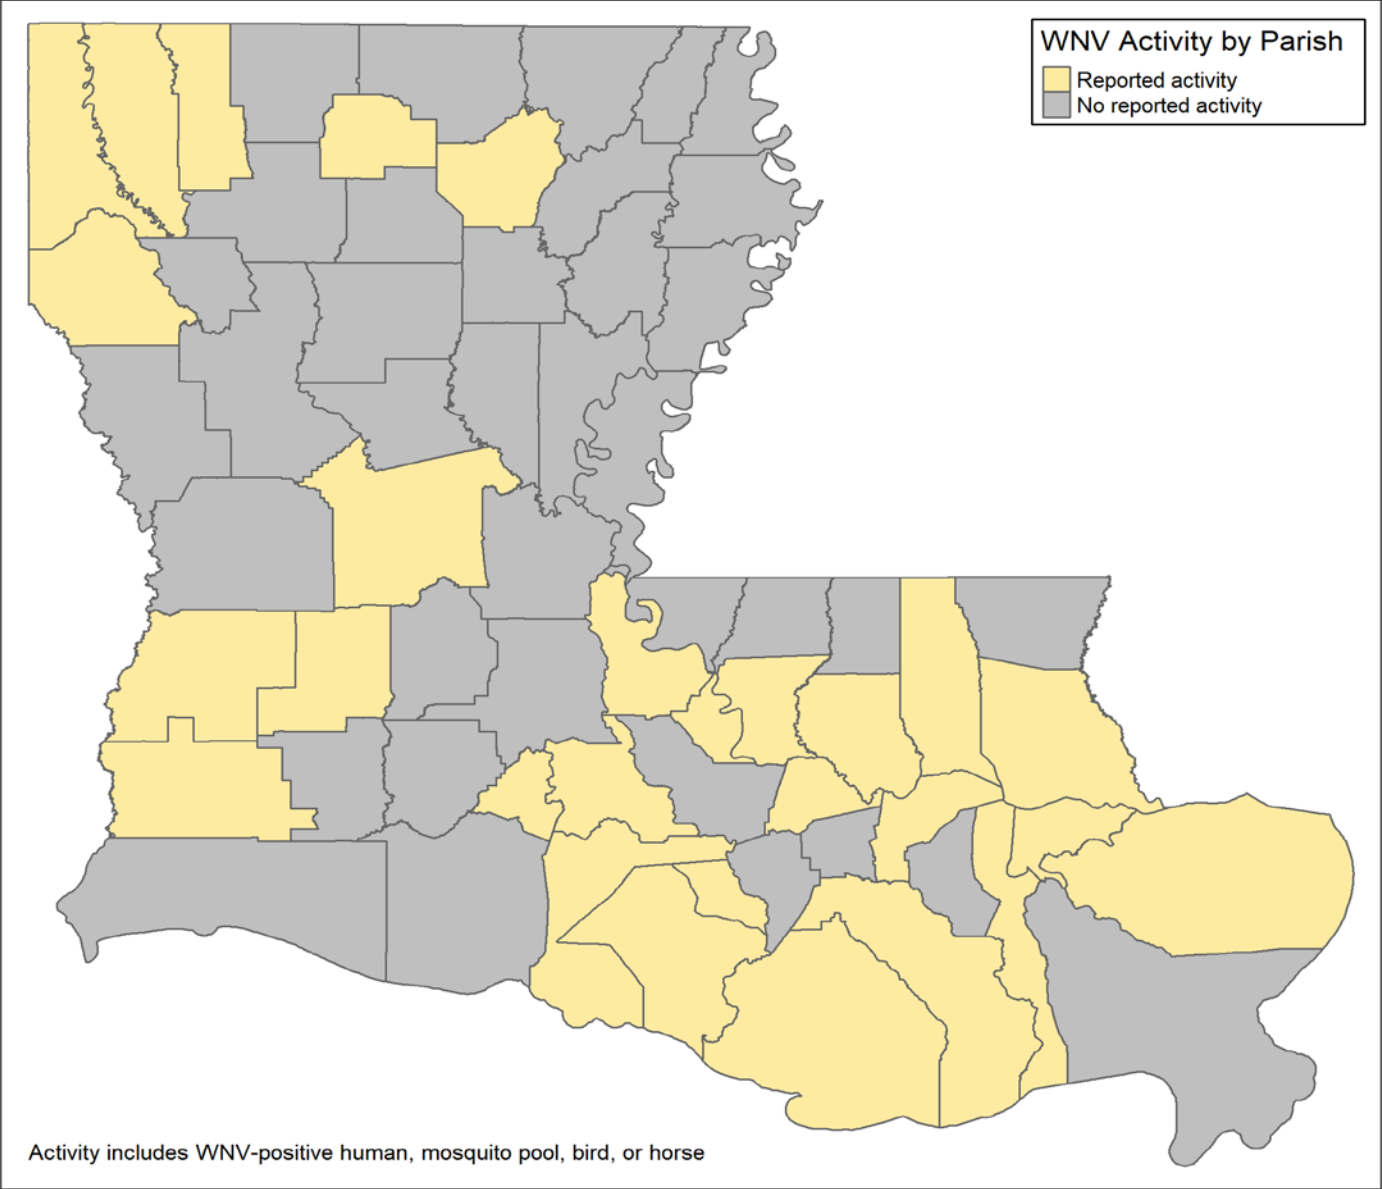 WNV Activity by Parish
Reported activity
No reported activity
Activity includes WNV-positive human, mosquito pool, bird, or horse